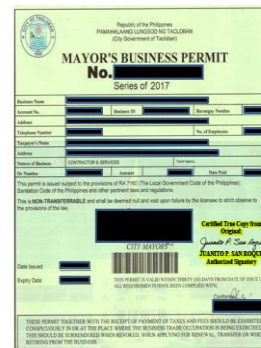 Republic of the Philippines
PAMAHALAANG LUNGSOD NG TACLOBAN
(City Government of Tacloban)
MAYOR'S BUSINESS PERMIT
No.
Series of 2017
Business Name
Account No. Business ID Barangay Number
Address
Telephone Number No. of Employees
Taxpayer's Name
Address
Nature of Business CONTRACTOR & SERVICES
Or Number Amount Date Paid
This permit is issued subject to the provisions of RA 7160 (The Local Government Code of the Philippines)
Sanitation Code of the Philippines and other pertinent laws and regulations.
This is NON-TRANSFERRABLE and shall be deemed null and void upon failure by the licensee to strict observe to
the provisions of the law.
Certified True Copy from
Original:
Juanito P. San Roque
JUANITO P. SAN ROQUE
Authorized Signatory
CITY MAYOR
Date Issued:
Expiry Date:
THIS PERMIT IS VALID WITHIN THIRTY (30) DAYS FROM DATE OF ISSUE
ALL REQUIREMENTS HAVE BEEN COMPLIED WITH.
THESE PERMIT TOGETHER WITH THE RECEIPT OF PAYMENT OF TAXES AND FEES SHOULD BE EXHIBITED
CONSPICUOUSLY IN OR AT THE PLACE WHERE THE BUSINESS TRADE OCCUPATION IS BEING EXERCISED
THIS SHOULD BE SURRENDERED WHEN REVOKED, WHEN APPLYING FOR RENEWAL, TRANSFER OR WHEN
RETIRING FROM THE BUSINESS.